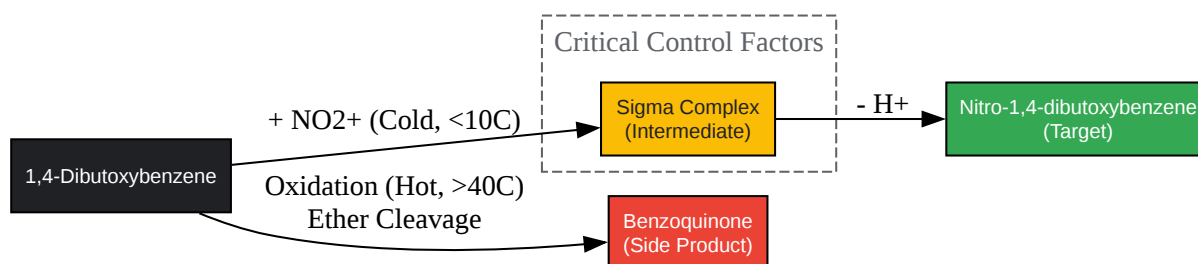 Critical Control Factors
+ NO2+ (Cold, <10C)
Sigma Complex
(Intermediate)
- H+
Nitro-1,4-dibutoxybenzene
(Target)
1,4-Dibutoxybenzene
Oxidation (Hot, >40C)
Ether Cleavage
Benzoquinone
(Side Product)